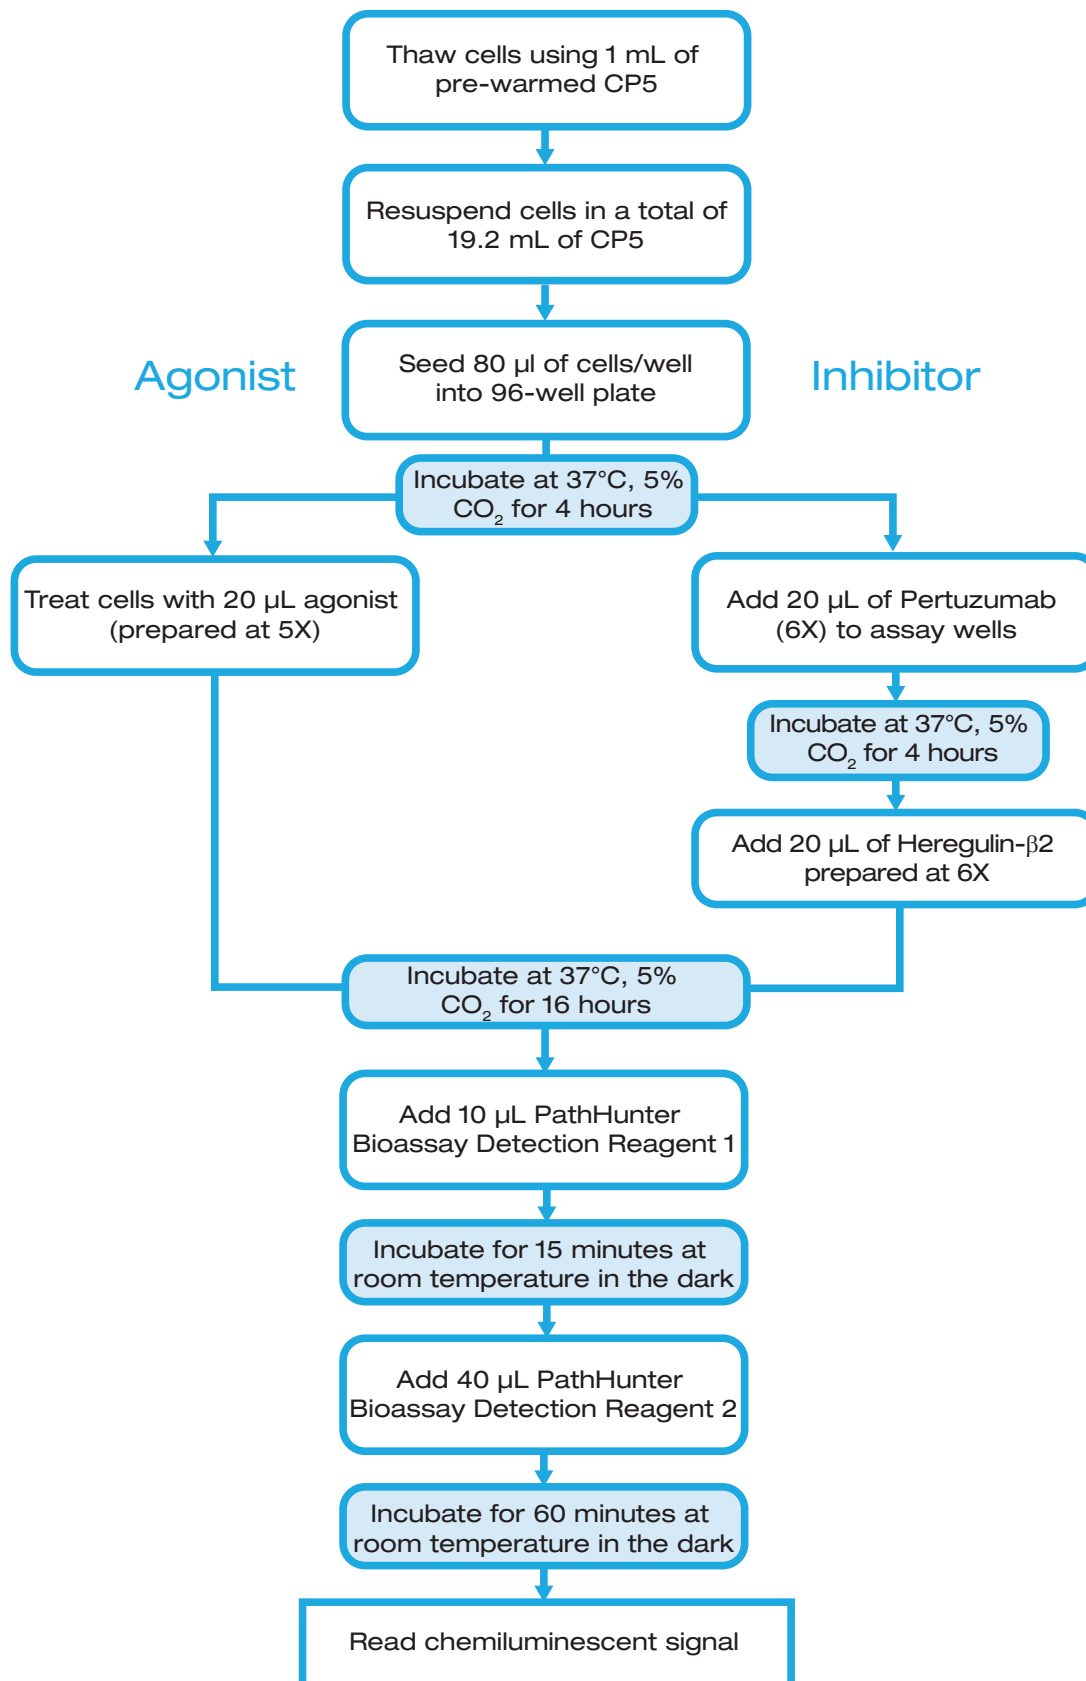 Thaw cells using 1 mL of
pre-warmed CP5
Resuspend cells in a total of
19.2 mL of CP5
Agonist
Seed 80 µl of cells/well
into 96-well plate
Inhibitor
Incubate at 37°C, 5%
CO₂ for 4 hours
Treat cells with 20 µL agonist
(prepared at 5X)
Add 20 µL of Pertuzumab
(6X) to assay wells
Incubate at 37°C, 5%
CO₂ for 4 hours
Add 20 µL of Heregulin-β2
prepared at 6X
Incubate at 37°C, 5%
CO₂ for 16 hours
Add 10 µL PathHunter
Bioassay Detection Reagent 1
Incubate for 15 minutes at
room temperature in the dark
Add 40 µL PathHunter
Bioassay Detection Reagent 2
Incubate for 60 minutes at
room temperature in the dark
Read chemiluminescent signal